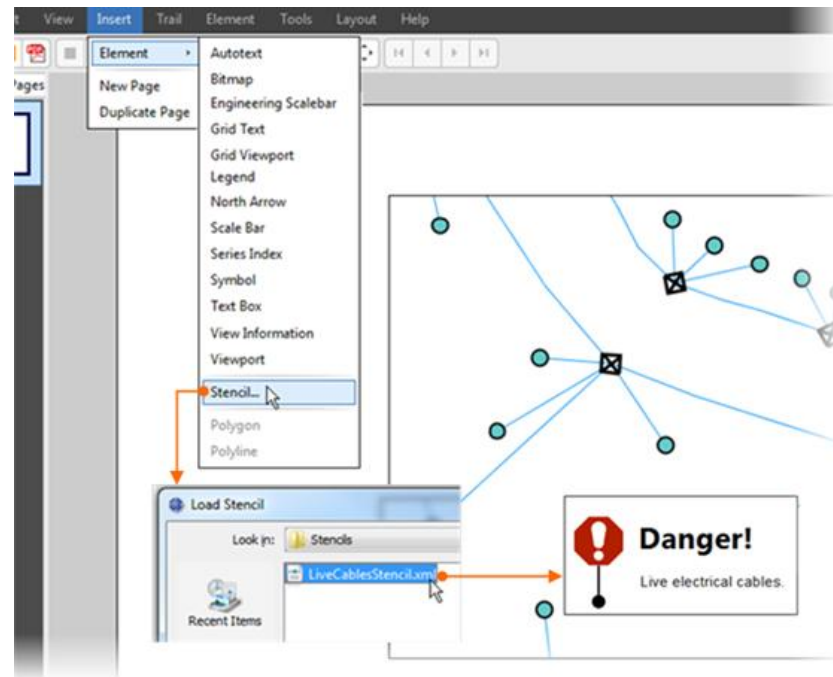 View Insert Trail Element Tools Layout Help
Pages
Element
New Page
Duplicate Page
Autotext
Bitmap
Engineering Scalebar
Grid Text
Grid Viewport
Legend
North Arrow
Scale Bar
Series Index
Symbol
Text Box
View Information
Viewport
Stencil...
Polygon
Polyline
Load Stencil
Look in: Stencils
LiveCablesStencil.xml
Recent Items
Danger!
Live electrical cables.